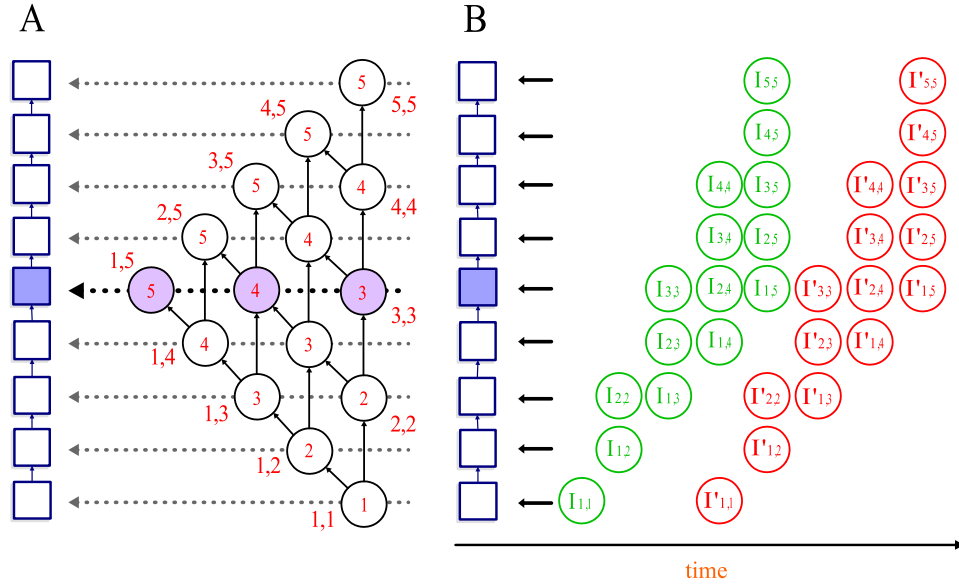 A
B
5
I5,5
I'5,5
5,5
4,5
5
I4,5
I'4,5
3,5
5
4
I4,4
I3,5
I'4,4
I'3,5
4,4
2,5
5
4
I3,4
I2,5
I'3,4
I'2,5
1,5
5
4
3
I3,3
I2,4
I1,5
I'3,3
I'2,4
I'1,5
3,3
4
3
I2,3
I1,4
I'2,3
I'1,4
1,4
3
2
I2,2
I1,3
I'2,2
I'1,3
1,3
2,2
2
I1,2
I'1,2
1,2
1
I1,1
I'1,1
1,1
time